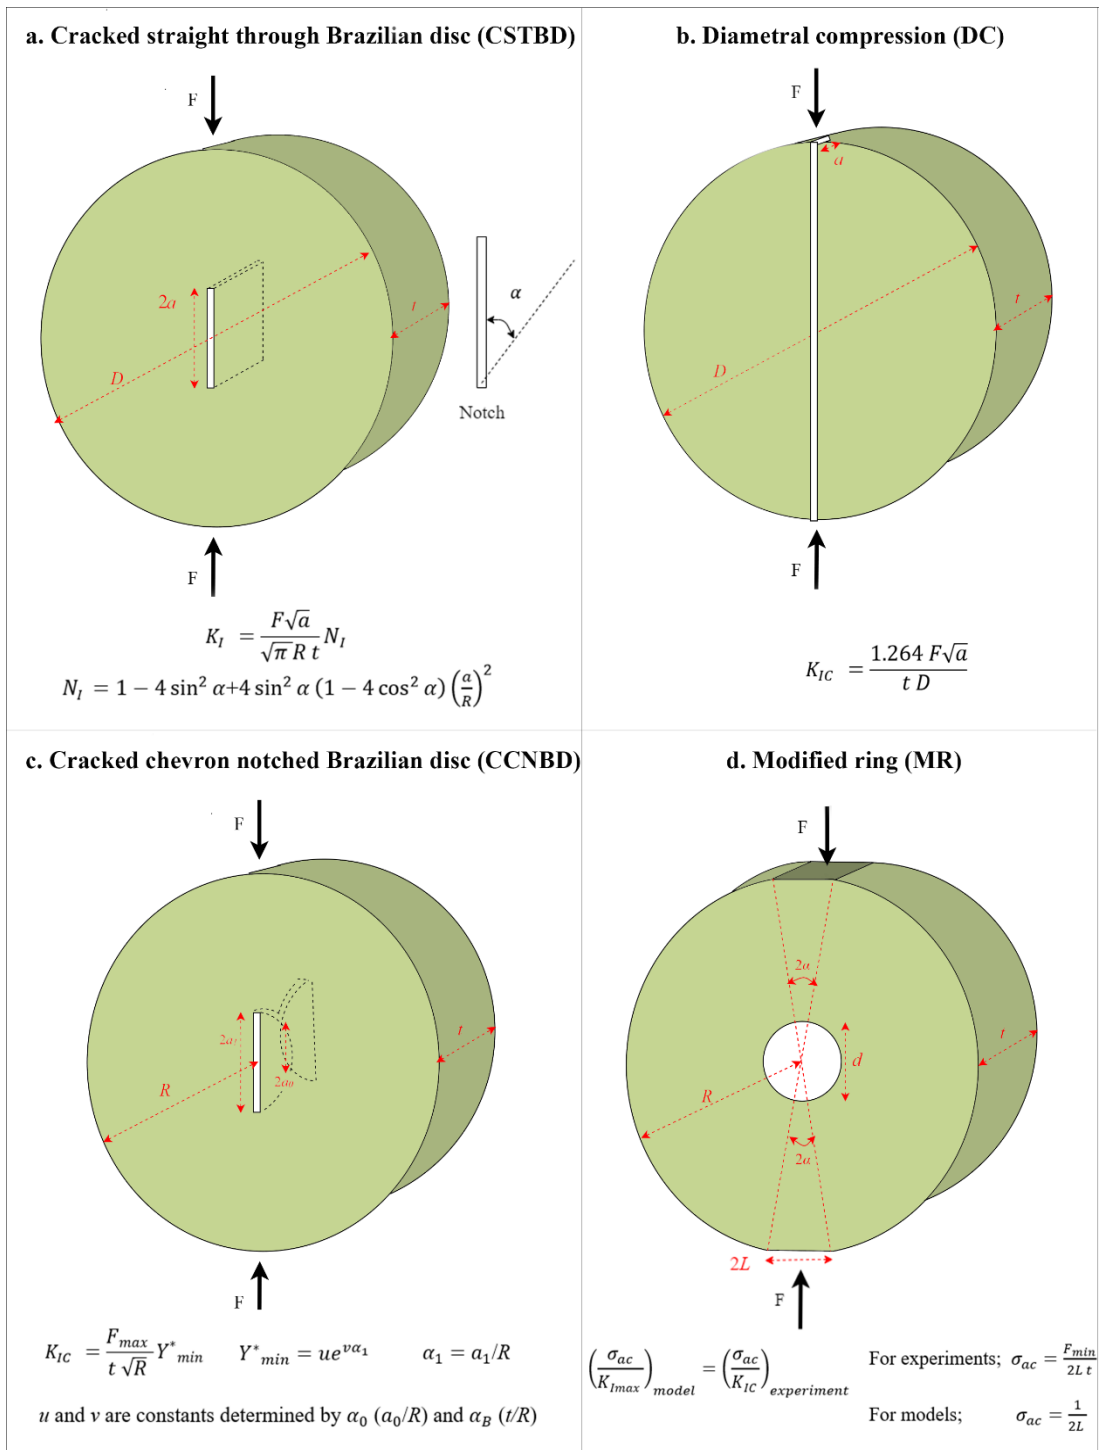 a. Cracked straight through Brazilian disc (CSTBD)
F
2a
D
t
α
Notch
F
K_I = F√a / (√π R t) N_I
N_I = 1 − 4 sin² α+4 sin² α (1 − 4 cos² α) (a/R)²
b. Diametral compression (DC)
F
a
D
t
F
K_IC = 1.264 F√a / (t D)
c. Cracked chevron notched Brazilian disc (CCNBD)
F
2a₁
2a₀
R
t
F
K_IC = F_max / (t √R) Y*_min Y*_min = ue^{vα₁} α₁ = a₁/R
u and v are constants determined by α₀ (a₀/R) and α_B (t/R)
d. Modified ring (MR)
F
2α
d
R
t
2α
2L
F
(σ_ac / K_Imax)_model = (σ_ac / K_IC)_experiment
For experiments; σ_ac = F_min / (2L t)
For models; σ_ac = 1 / 2L